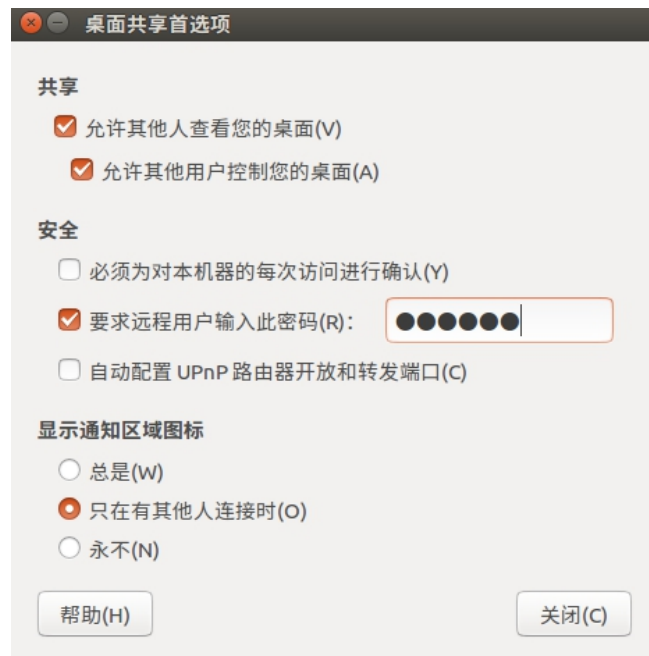 桌面共享首选项
共享
允许其他人查看您的桌面(V)
允许其他用户控制您的桌面(A)
安全
必须为对本机器的每次访问进行确认(Y)
要求远程用户输入此密码(R)： ●●●●●●
自动配置 UPnP 路由器开放和转发端口(C)
显示通知区域图标
总是(W)
只在有其他人连接时(O)
永不(N)
帮助(H) 关闭(C)